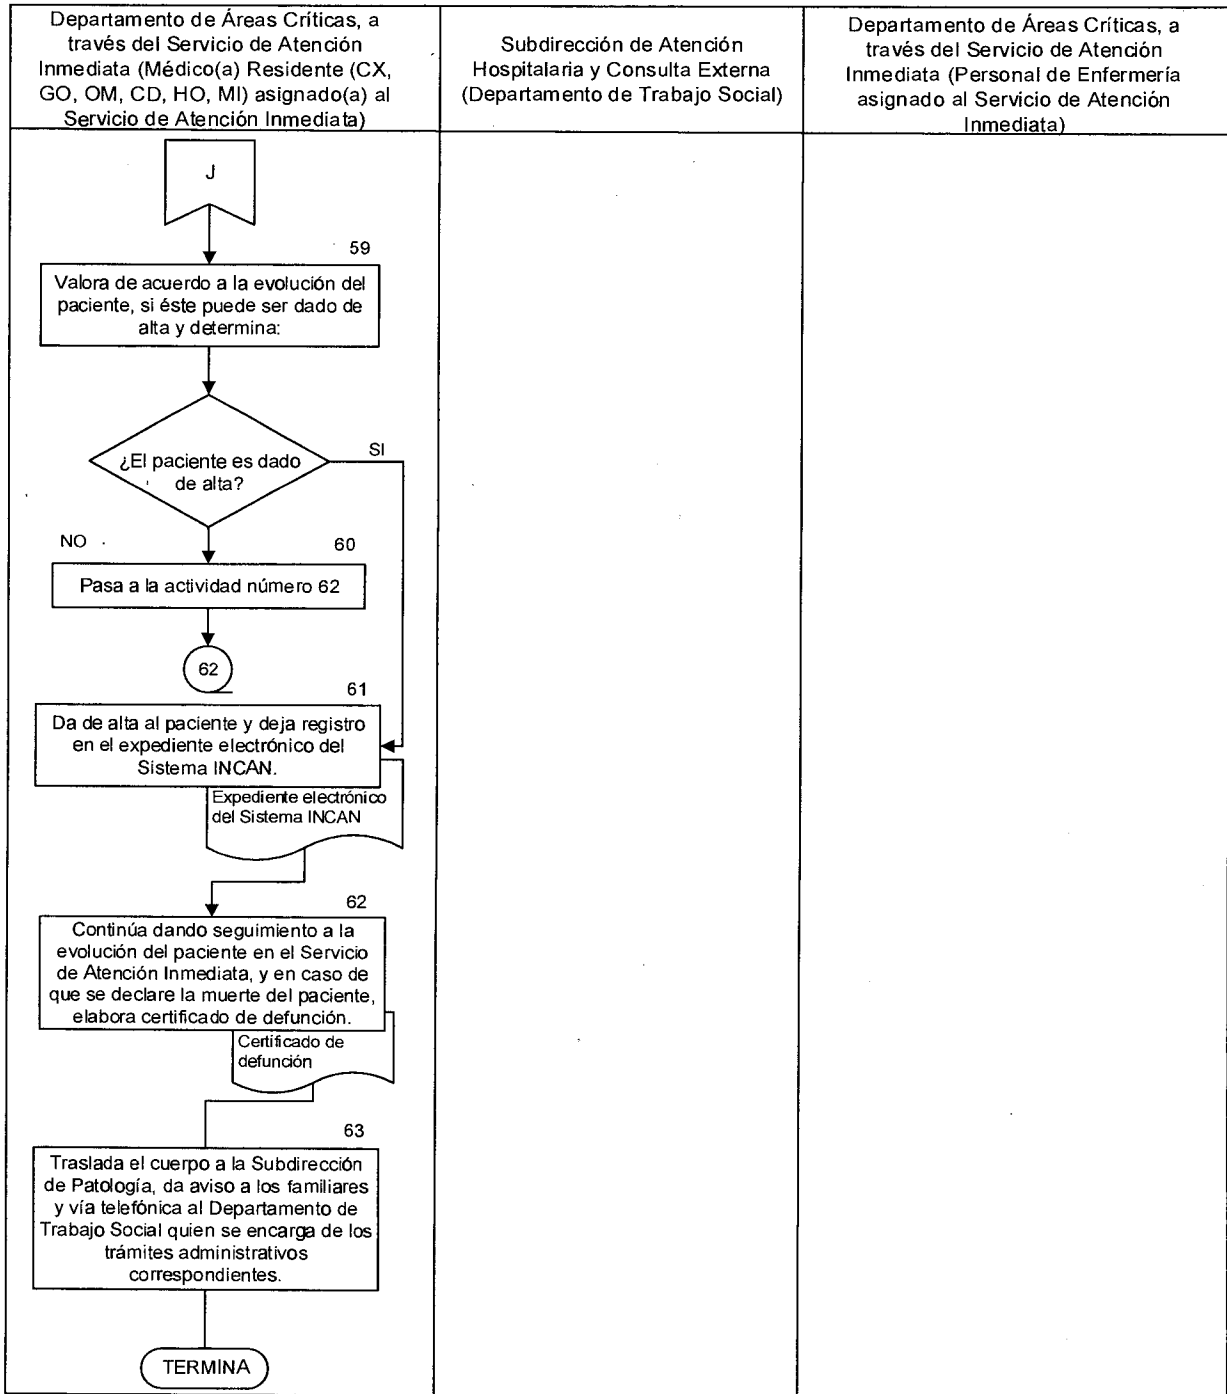 Departamento de Áreas Críticas, a
través del Servicio de Atención
Inmediata (Médico(a) Residente (CX,
GO, OM, CD, HO, MI) asignado(a) al
Servicio de Atención Inmediata)
Subdirección de Atención
Hospitalaria y Consulta Externa
(Departamento de Trabajo Social)
Departamento de Áreas Críticas, a
través del Servicio de Atención
Inmediata (Personal de Enfermería
asignado al Servicio de Atención
Inmediata)
J
59
Valora de acuerdo a la evolución del
paciente, si éste puede ser dado de
alta y determina:
¿El paciente es dado
de alta?
SI
NO
60
Pasa a la actividad número 62
62
61
Da de alta al paciente y deja registro
en el expediente electrónico del
Sistema INCAN.
Expediente electrónico
del Sistema INCAN
62
Continúa dando seguimiento a la
evolución del paciente en el Servicio
de Atención Inmediata, y en caso de
que se declare la muerte del paciente,
elabora certificado de defunción.
Certificado de
defunción
63
Traslada el cuerpo a la Subdirección
de Patología, da aviso a los familiares
y vía telefónica al Departamento de
Trabajo Social quien se encarga de los
trámites administrativos
correspondientes.
TERMINA